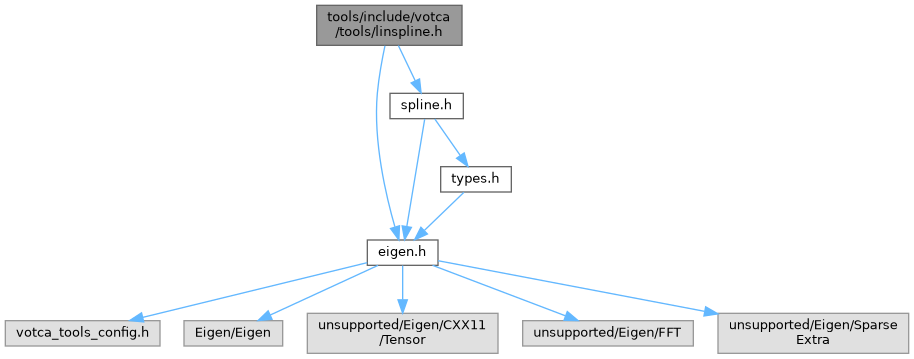 tools/include/votca
/tools/linspline.h
spline.h
types.h
eigen.h
votca_tools_config.h
Eigen/Eigen
unsupported/Eigen/CXX11
/Tensor
unsupported/Eigen/FFT
unsupported/Eigen/Sparse
Extra